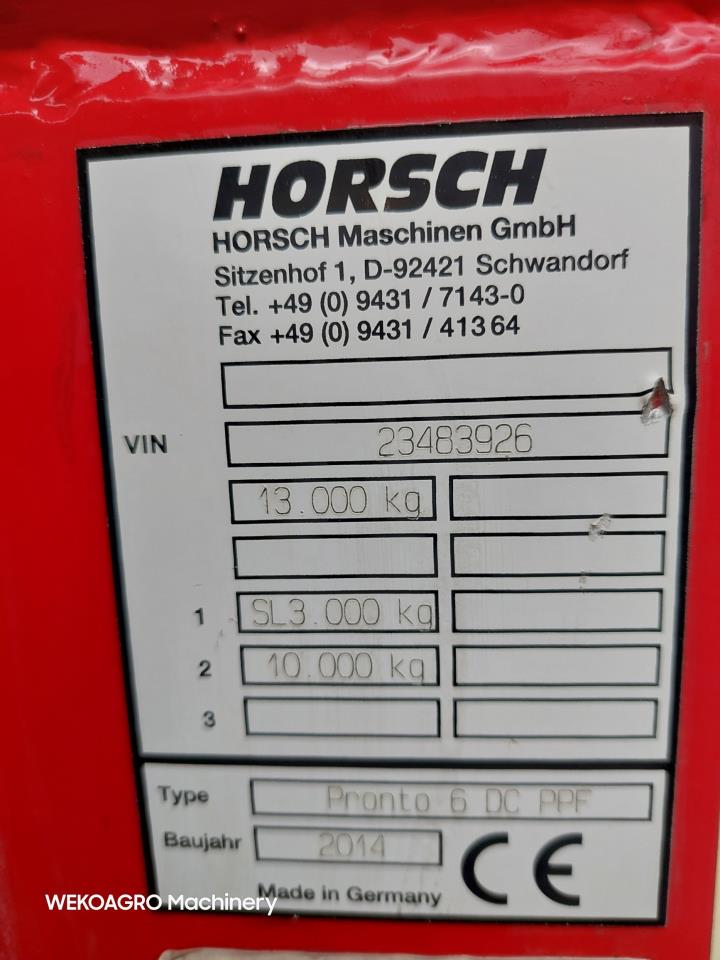 HORSCH
HORSCH Maschinen GmbH
Sitzenhof 1, D-92421 Schwandorf
Tel. +49 (0) 9431 / 7143-0
Fax +49 (0) 9431 / 41364
VIN 23483926
13.000 kg
1 SL3.000 kg
2 10.000 kg
3
Type Pronto 6 DC PPF
Baujahr 2014 CE
Made in Germany
WEKOAGRO Machinery